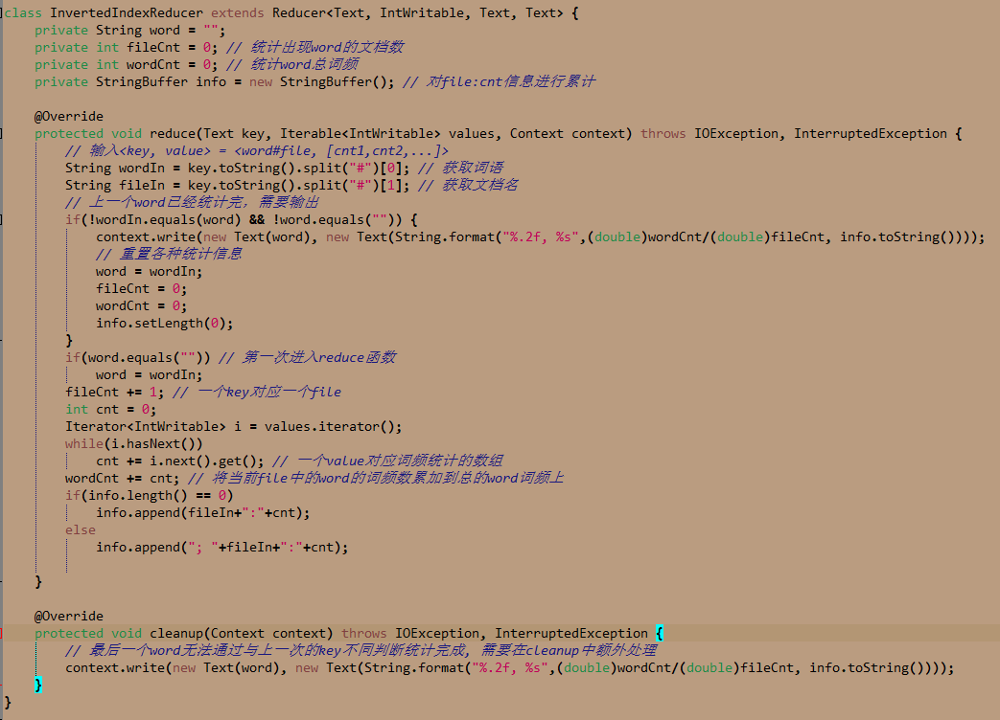 class InvertedIndexReducer extends Reducer<Text, IntWritable, Text, Text> {
    private String word = "";
    private int fileCnt = 0; // 统计出现word的文档数
    private int wordCnt = 0; // 统计word总词频
    private StringBuffer info = new StringBuffer(); // 对file:cnt信息进行累计

    @Override
    protected void reduce(Text key, Iterable<IntWritable> values, Context context) throws IOException, InterruptedException {
        // 输入<key, value> = <word#file, [cnt1,cnt2,...]>
        String wordIn = key.toString().split("#")[0]; // 获取词语
        String fileIn = key.toString().split("#")[1]; // 获取文档名
        // 上一个word已经统计完，需要输出
        if(!wordIn.equals(word) && !word.equals("")) {
            context.write(new Text(word), new Text(String.format("%.2f, %s",(double)wordCnt/(double)fileCnt, info.toString())));
            // 重置各种统计信息
            word = wordIn;
            fileCnt = 0;
            wordCnt = 0;
            info.setLength(0);
        }
        if(word.equals("")) // 第一次进入reduce函数
            word = wordIn;
        fileCnt += 1; // 一个key对应一个file
        int cnt = 0;
        Iterator<IntWritable> i = values.iterator();
        while(i.hasNext())
            cnt += i.next().get(); // 一个value对应词频统计的数组
        wordCnt += cnt; // 将当前file中的word的词频数累加到总的word词频上
        if(info.length() == 0)
            info.append(fileIn+":"+cnt);
        else
            info.append("; "+fileIn+":"+cnt);

    }

    @Override
    protected void cleanup(Context context) throws IOException, InterruptedException {
        // 最后一个word无法通过与上一次的key不同判断统计完成, 需要在cleanup中额外处理
        context.write(new Text(word), new Text(String.format("%.2f, %s",(double)wordCnt/(double)fileCnt, info.toString())));
    }
}